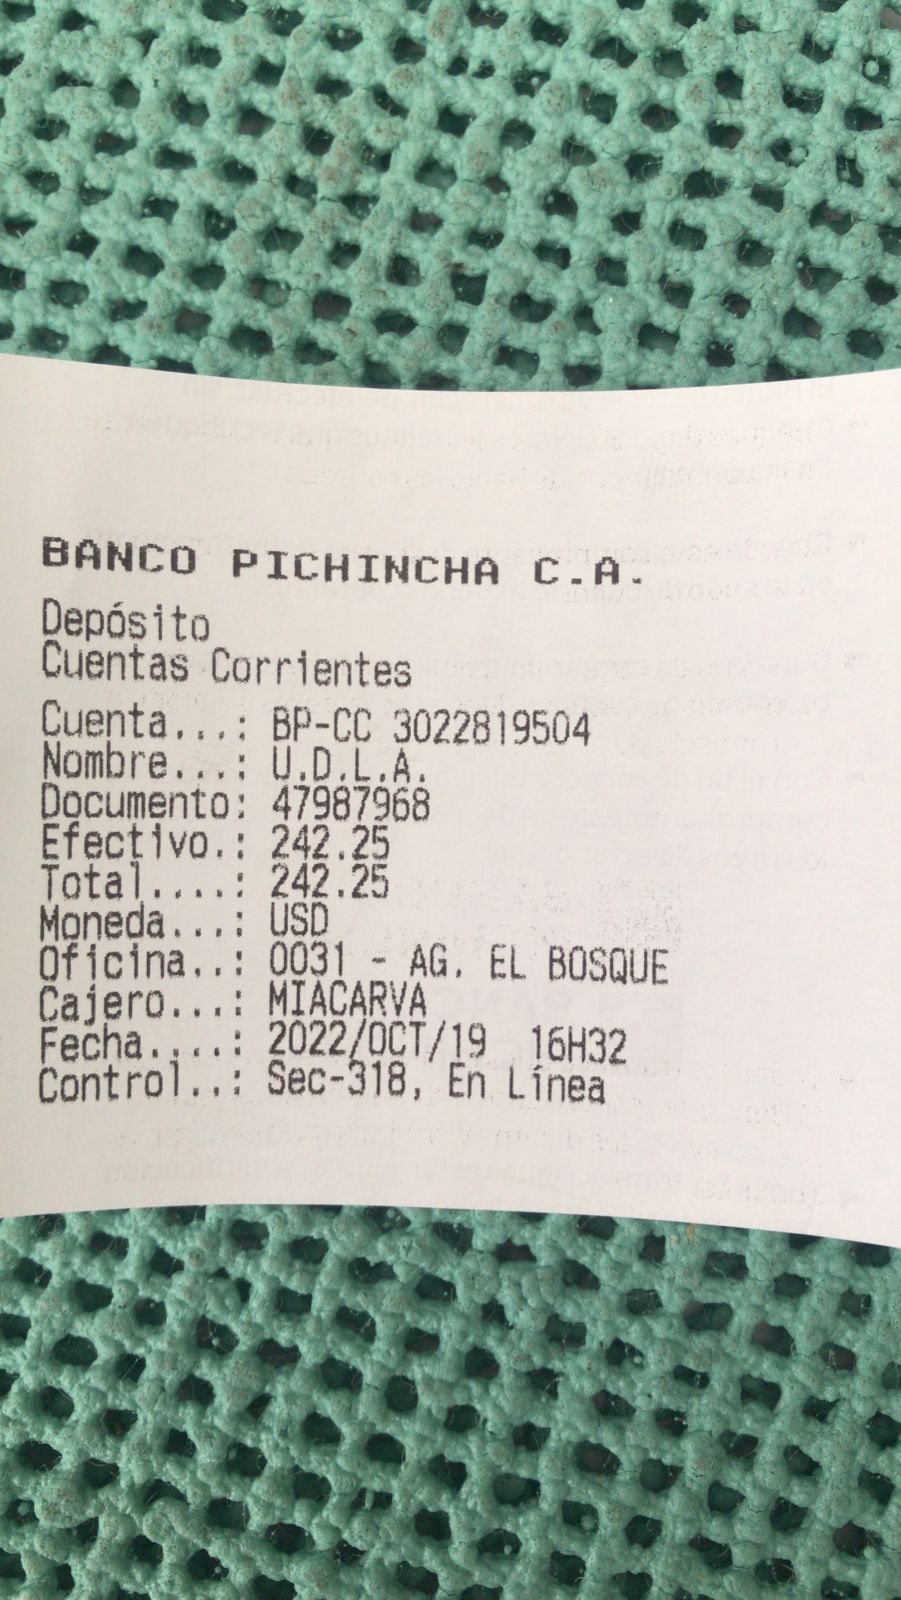 BANCO PICHINCHA C.A.
Depósito
Cuentas Corrientes
Cuenta...: BP-CC 3022819504
Nombre...: U.D.L.A.
Documento: 47987968
Efectivo.: 242.25
Total....: 242.25
Moneda...: USD
Oficina..: 0031 - AG. EL BOSQUE
Cajero...: MIACARVA
Fecha....: 2022/OCT/19 16H32
Control..: Sec-318, En Línea